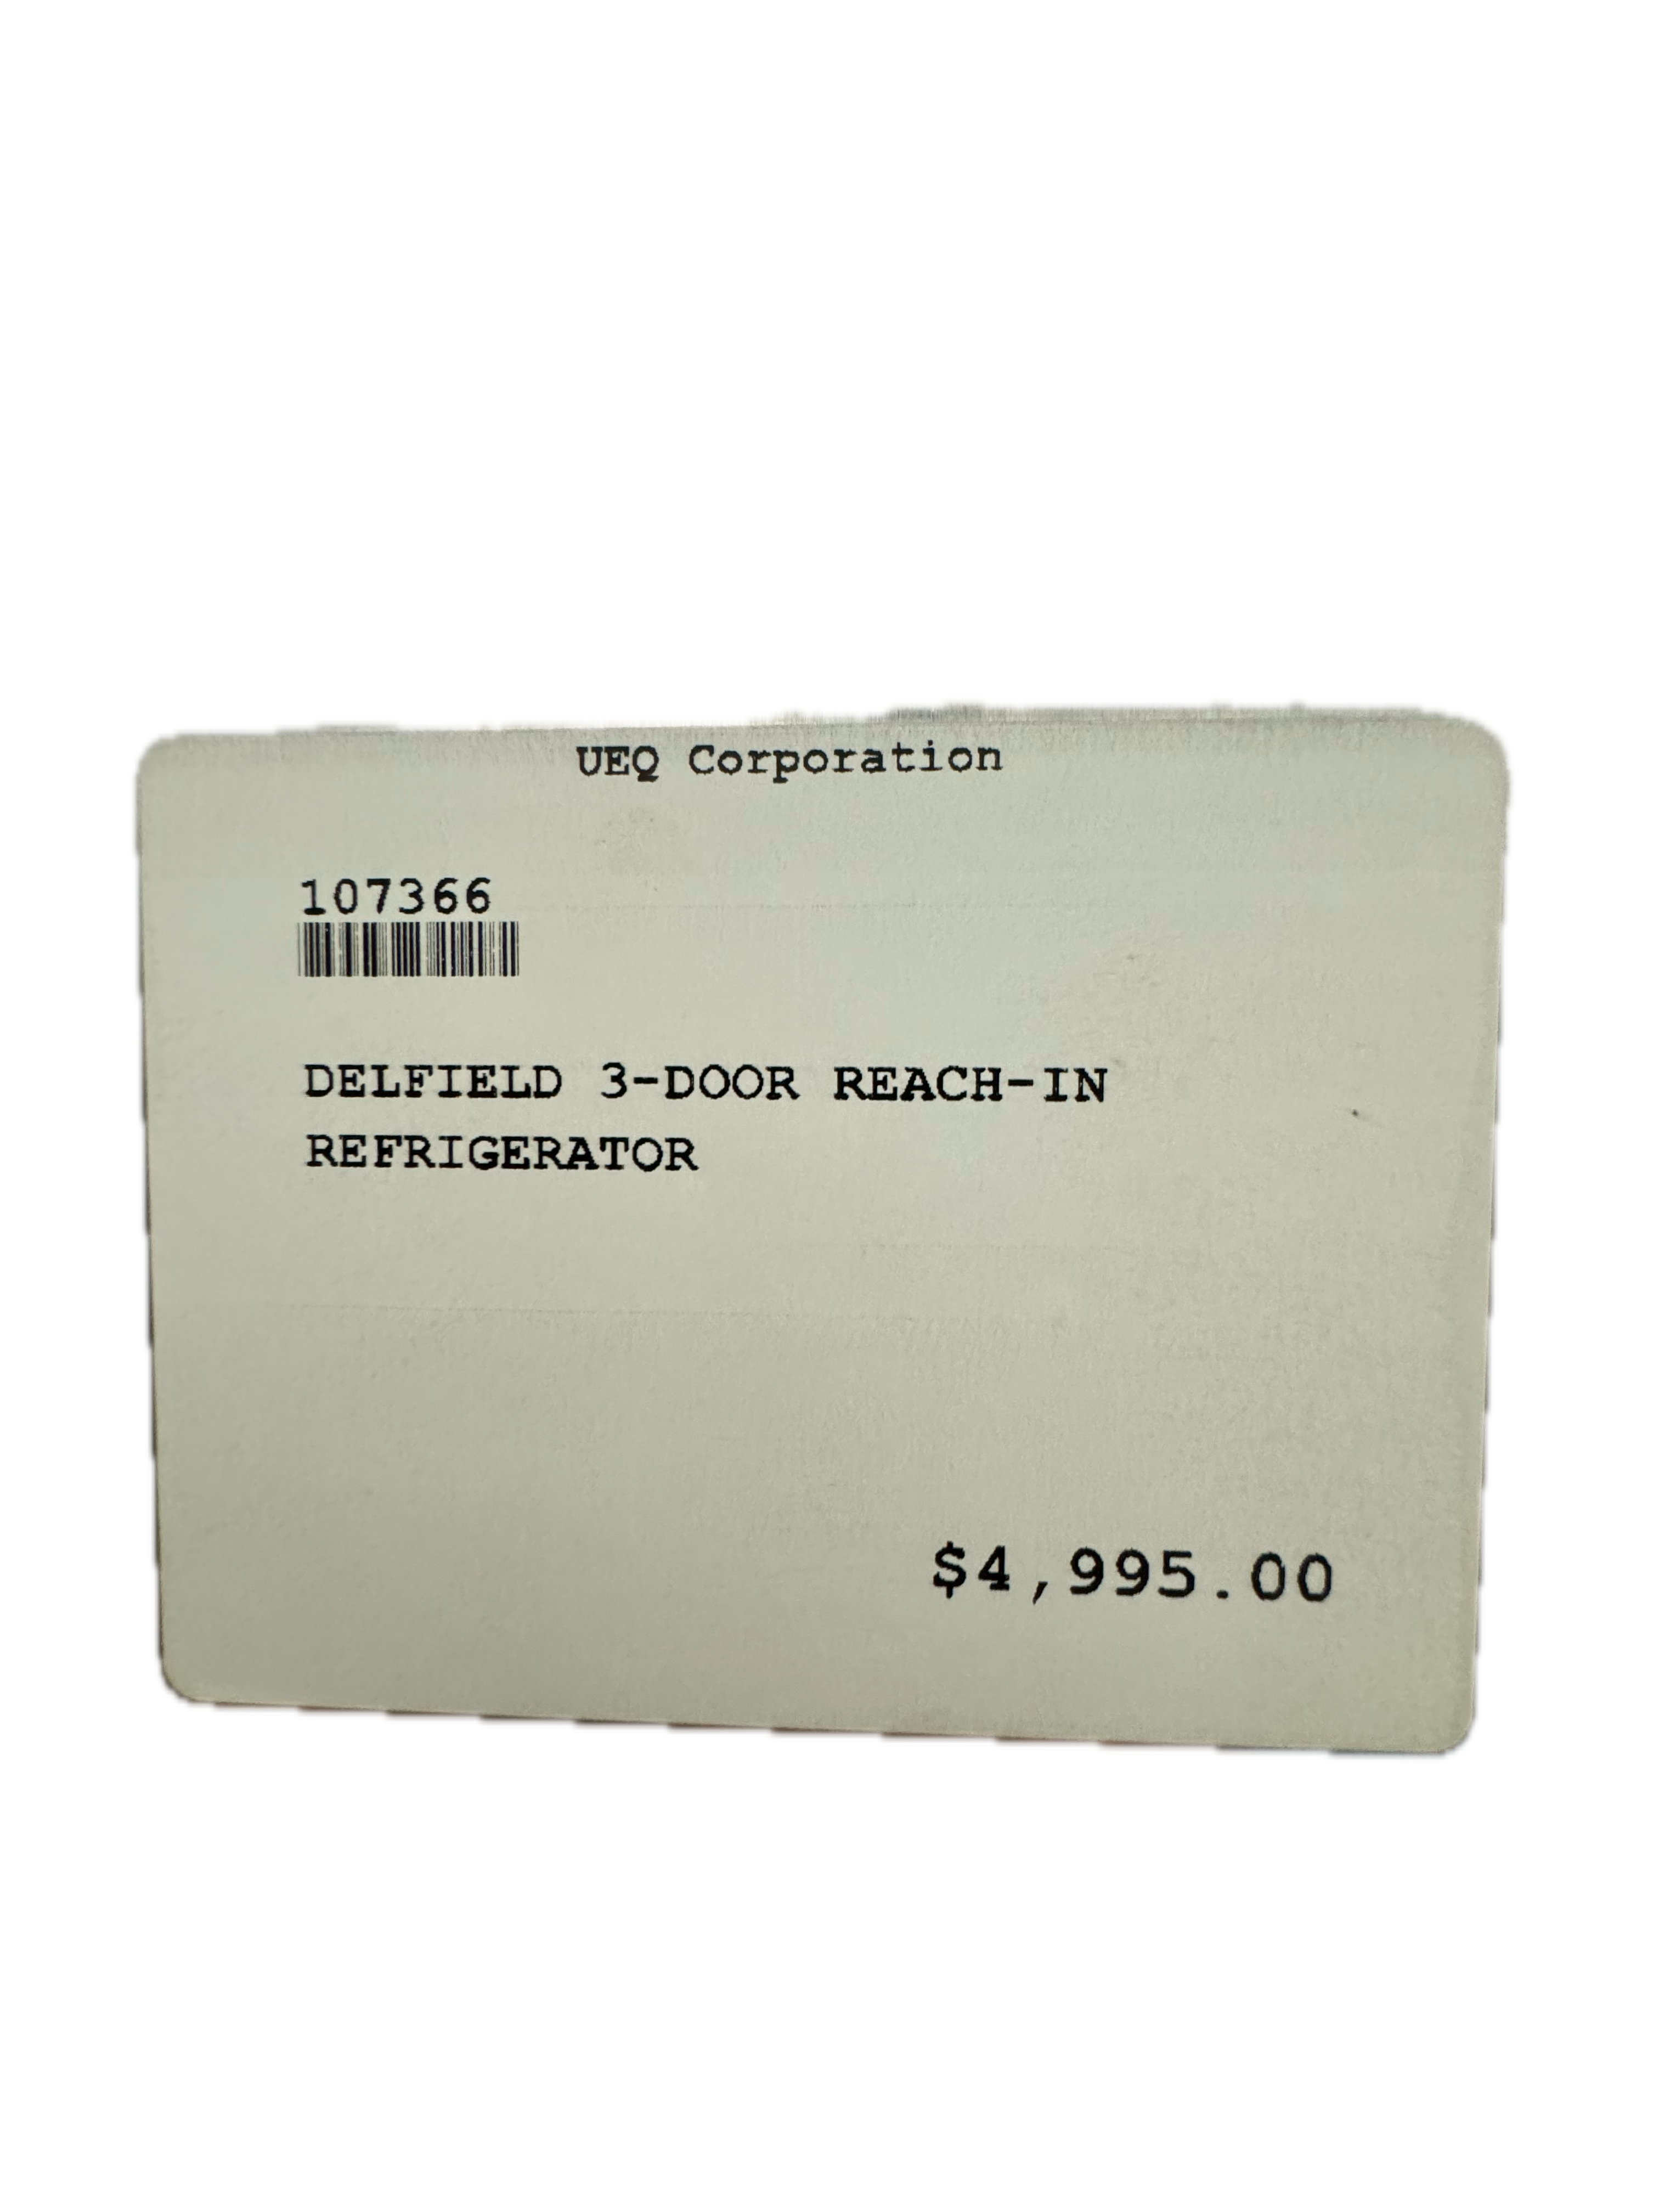 UEQ Corporation
107366
DELFIELD 3-DOOR REACH-IN
REFRIGERATOR
$4,995.00